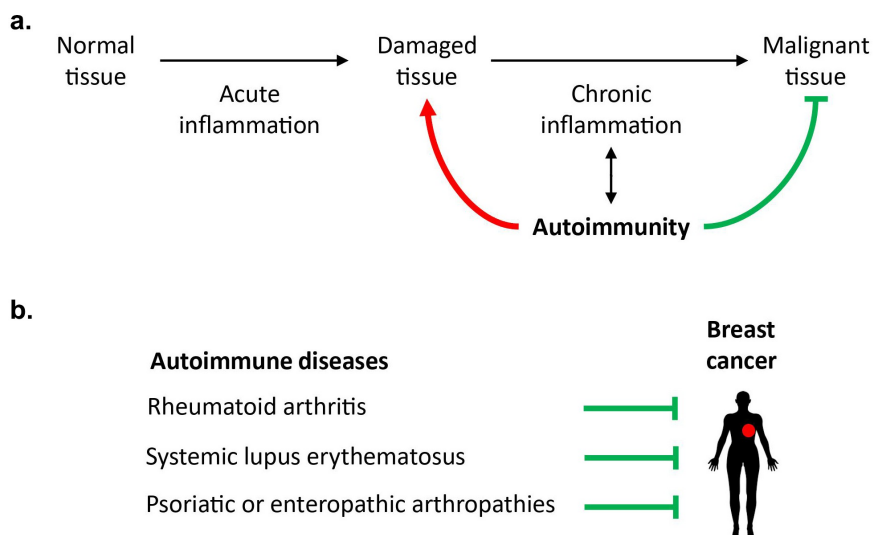 a.
Normal
tissue
Acute
inflammation
Damaged
tissue
Chronic
inflammation
Malignant
tissue
Autoimmunity
b.
Autoimmune diseases
Breast
cancer
Rheumatoid arthritis
Systemic lupus erythematosus
Psoriatic or enteropathic arthropathies